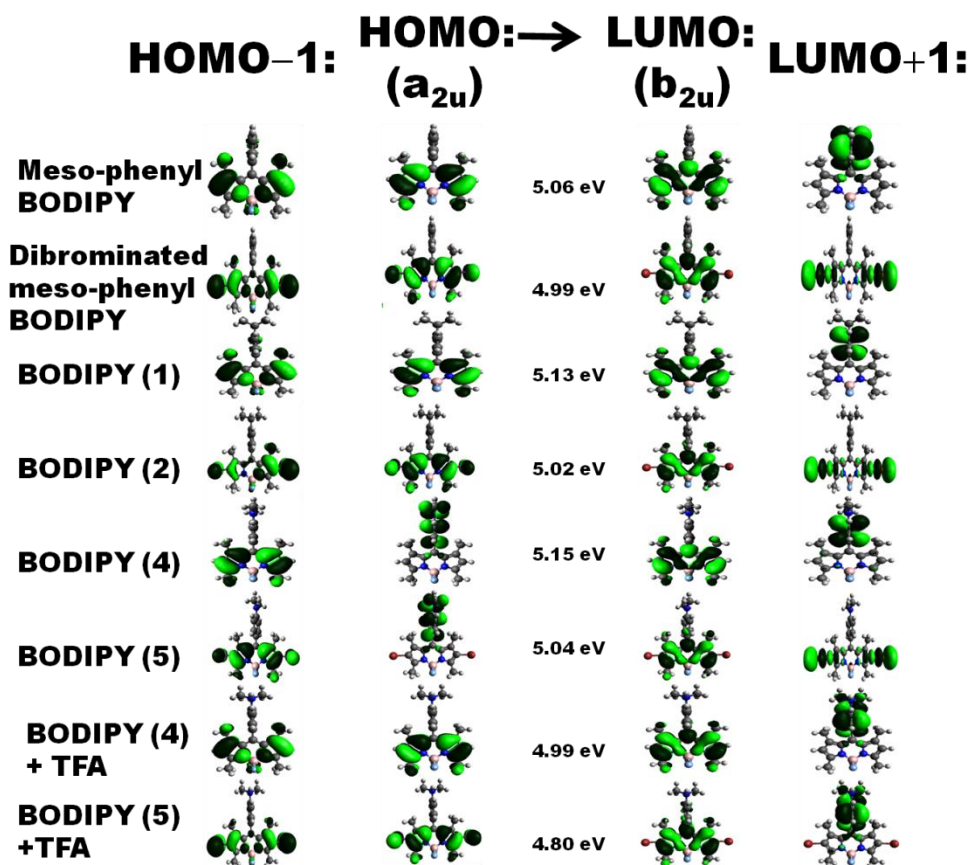 HOMO−1:
HOMO:→
(a2u)
LUMO:
(b2u)
LUMO+1:
Meso-phenyl
BODIPY
5.06 eV
Dibrominated
meso-phenyl
BODIPY
4.99 eV
BODIPY (1)
5.13 eV
BODIPY (2)
5.02 eV
BODIPY (4)
5.15 eV
BODIPY (5)
5.04 eV
BODIPY (4)
+ TFA
4.99 eV
BODIPY (5)
+TFA
4.80 eV